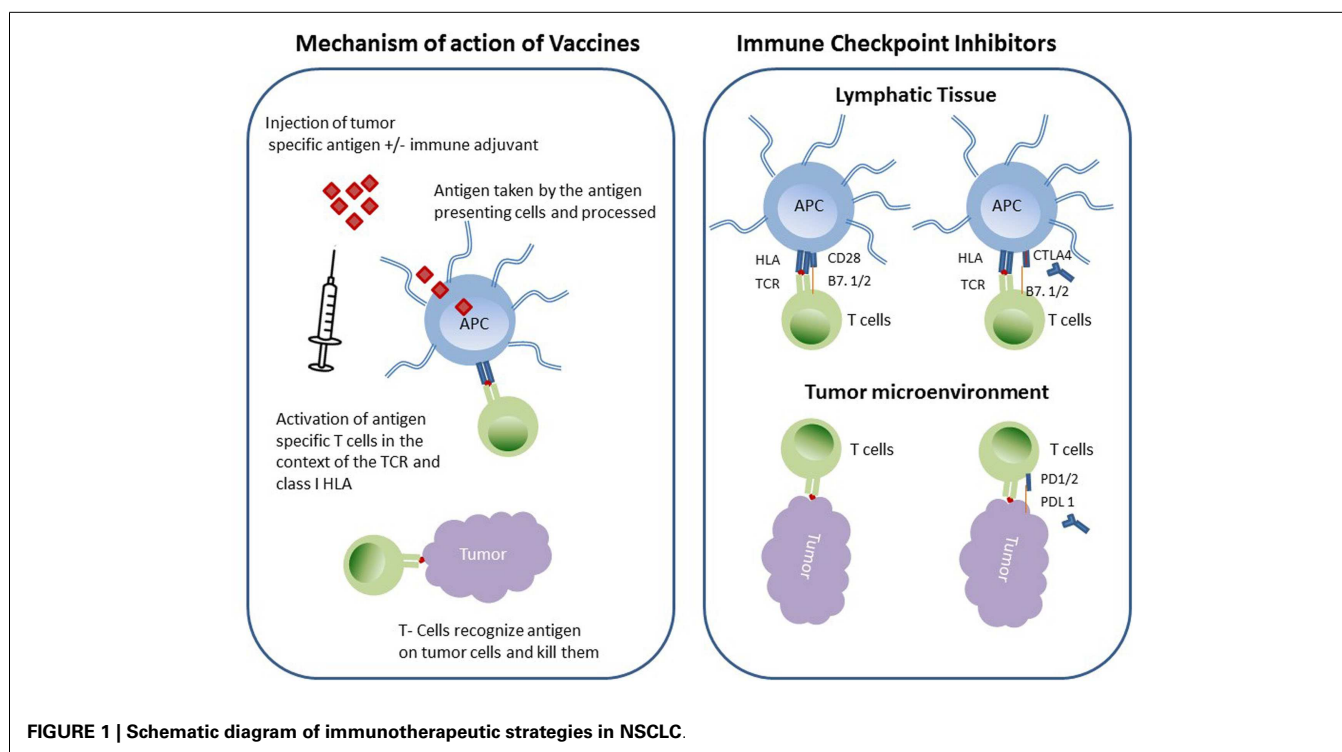 Mechanism of action of Vaccines
Injection of tumor
specific antigen +/- immune adjuvant
Antigen taken by the antigen
presenting cells and processed
APC
Activation of antigen
specific T cells in the
context of the TCR and
class I HLA
Tumor
T- Cells recognize antigen
on tumor cells and kill them
Immune Checkpoint Inhibitors
Lymphatic Tissue
APC
HLA
CD28
TCR
B7. 1/2
T cells
APC
HLA
CTLA4
TCR
B7. 1/2
T cells
Tumor microenvironment
T cells
Tumor
T cells
PD1/2
PDL 1
Tumor
FIGURE 1 | Schematic diagram of immunotherapeutic strategies in NSCLC.